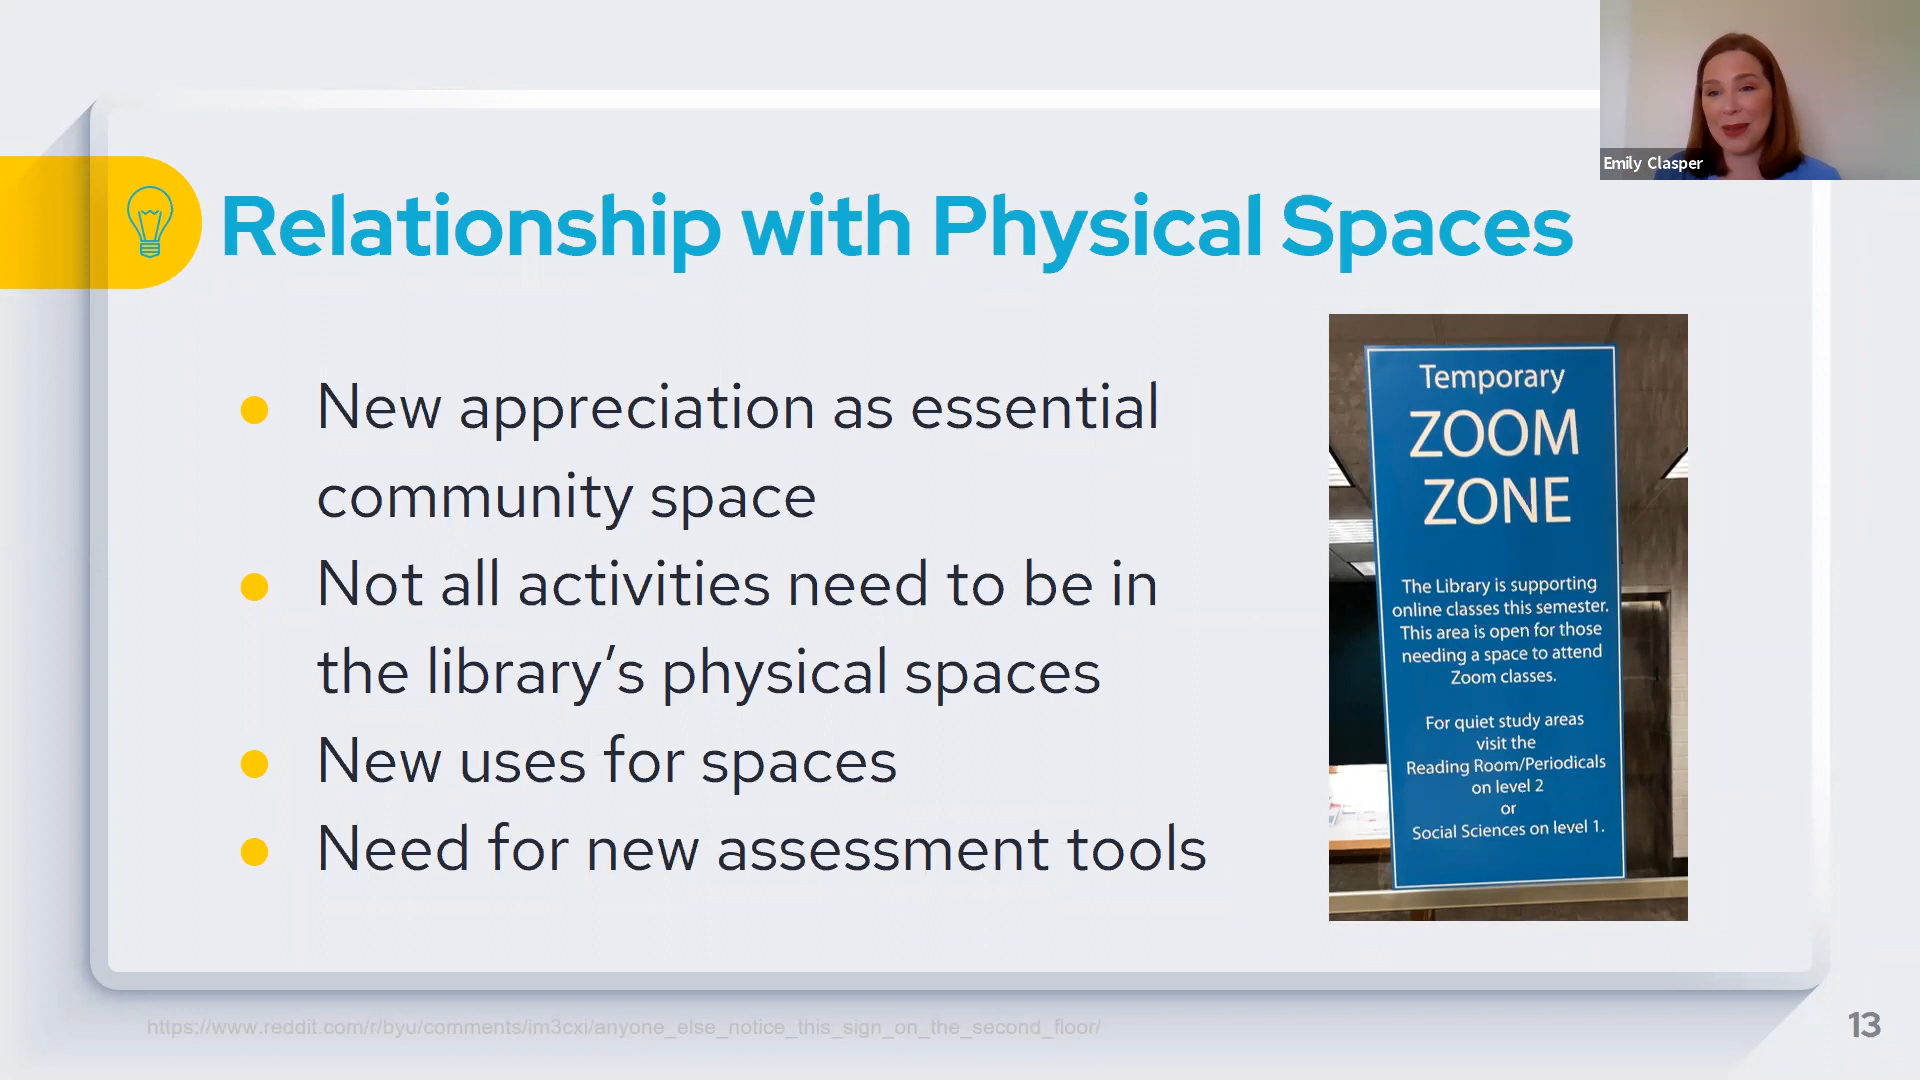 Emily Clasper
Relationship with Physical Spaces
New appreciation as essential
community space
Not all activities need to be in
the library’s physical spaces
New uses for spaces
Need for new assessment tools
Temporary
ZOOM
ZONE
The Library is supporting
online classes this semester.
This area is open for those
needing a space to attend
Zoom classes.
For quiet study areas
visit the
Reading Room/Periodicals
on level 2
or
Social Sciences on level 1.
https://www.reddit.com/r/byu/comments/im3cxi/anyone_else_notice_this_sign_on_the_second_floor/
13